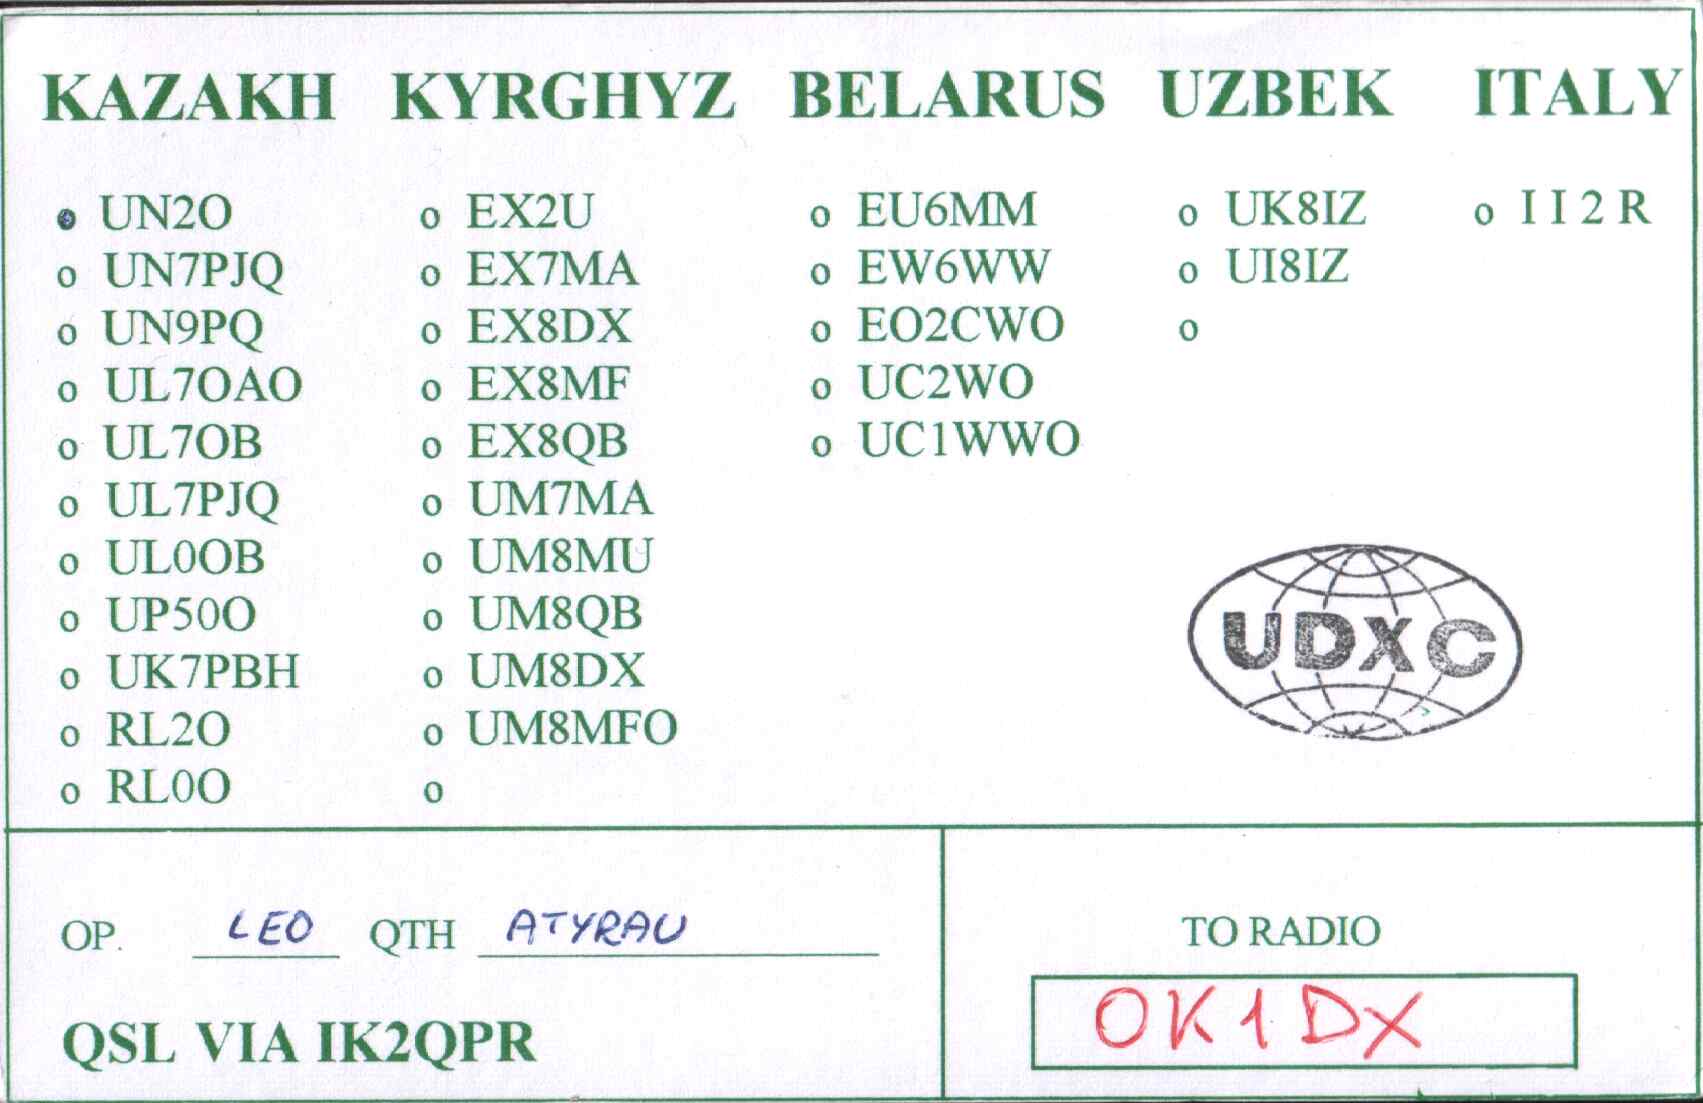 KAZAKH KYRGHYZ BELARUS UZBEK ITALY
• UN2O o EX2U o EU6MM o UK8IZ o I I 2 R
o UN7PJQ o EX7MA o EW6WW o UI8IZ
o UN9PQ o EX8DX o EO2CWO o
o UL7OAO o EX8MF o UC2WO
o UL7OB o EX8QB o UC1WWO
o UL7PJQ o UM7MA
o UL0OB o UM8MU
o UP50O o UM8QB
o UK7PBH o UM8DX
o RL2O o UM8MFO
o RL0O o
UDXC
OP. LEO QTH ATYRAU
QSL VIA IK2QPR
TO RADIO
OK1DX